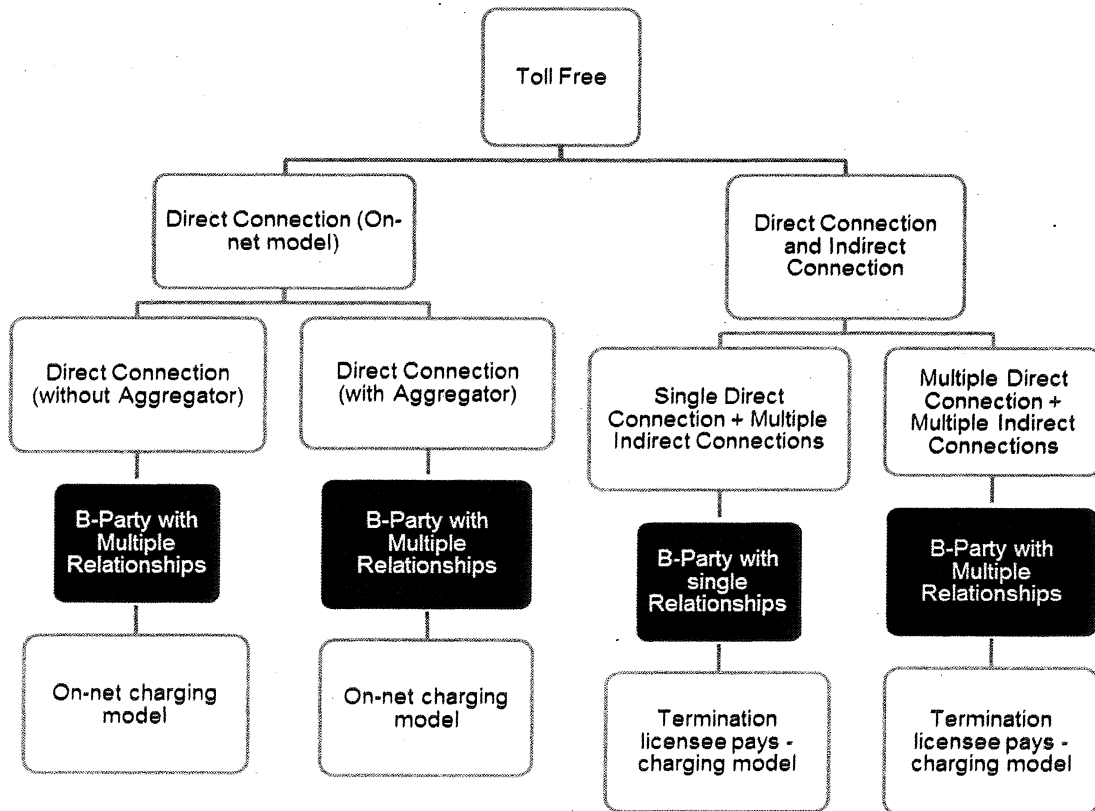 Toll Free
Direct Connection (On-
net model)
Direct Connection
and Indirect
Connection
Direct Connection
(without Aggregator)
Direct Connection
(with Aggregator)
Single Direct
Connection + Multiple
Indirect Connections
Multiple Direct
Connection +
Multiple Indirect
Connections
B-Party with
Multiple
Relationships
B-Party with
Multiple
Relationships
B-Party with
single
Relationships
B-Party with
Multiple
Relationships
On-net charging
model
On-net charging
model
Termination
licensee pays -
charging model
Termination
licensee pays -
charging model